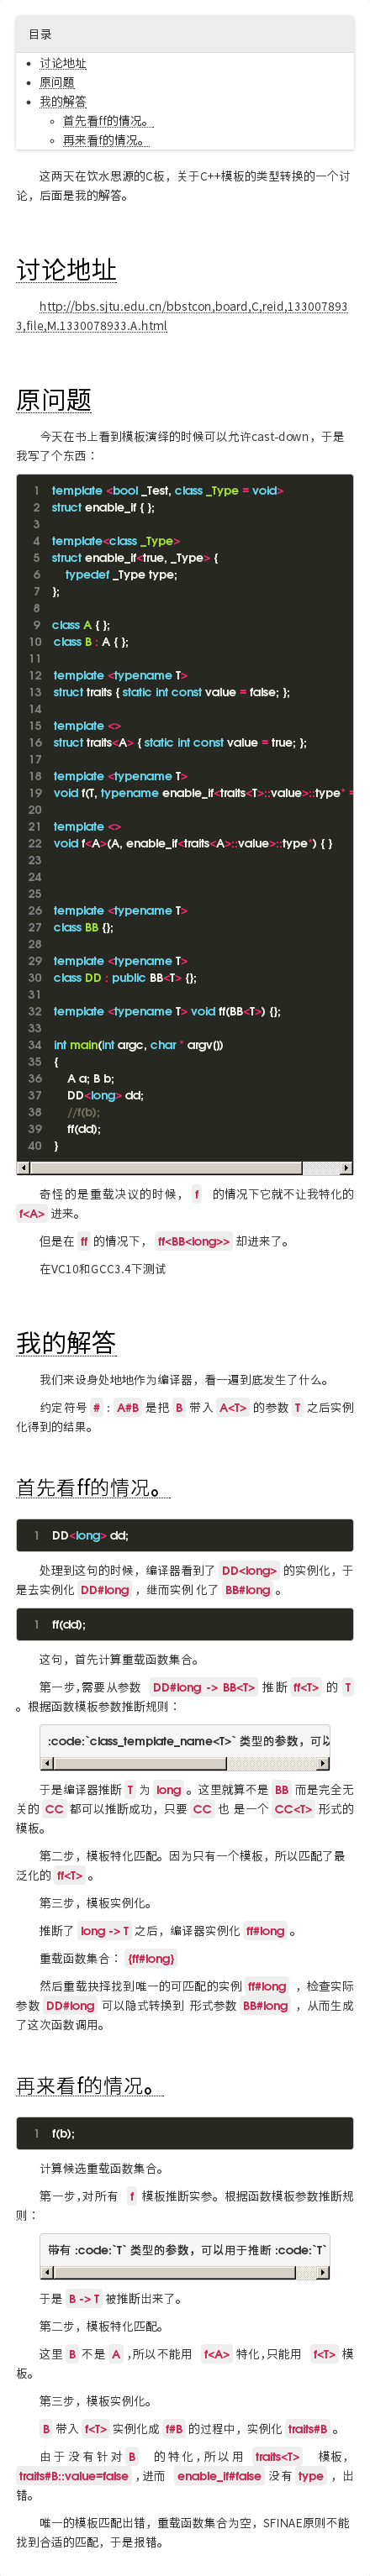 目录
讨论地址
原问题
我的解答
首先看ff的情况。
再来看f的情况。
这两天在饮水思源的C板，关于C++模板的类型转换的一个讨
论，后面是我的解答。
讨论地址
http://bbs.sjtu.edu.cn/bbstcon,board,C,reid,133007893
3,file,M.1330078933.A.html
原问题
今天在书上看到模板演绎的时候可以允许cast-down，于是
我写了个东西：
1 template <bool _Test, class _Type = void>
2 struct enable_if { };
3
4 template<class _Type>
5 struct enable_if<true, _Type> {
6 typedef _Type type;
7 };
8
9 class A { };
10 class B : A { };
11
12 template <typename T>
13 struct traits { static int const value = false; };
14
15 template <>
16 struct traits<A> { static int const value = true; };
17
18 template <typename T>
19 void f(T, typename enable_if<traits<T>::value>::type* =
20
21 template <>
22 void f<A>(A, enable_if<traits<A>::value>::type*) { }
23
24
25
26 template <typename T>
27 class BB {};
28
29 template <typename T>
30 class DD : public BB<T> {};
31
32 template <typename T> void ff(BB<T>) {};
33
34 int main(int argc, char * argv[])
35 {
36 A a; B b;
37 DD<long> dd;
38 //f(b);
39 ff(dd);
40 }
奇怪的是重载决议的时候， f 的情况下它就不让我特化的
f<A> 进来。
但是在 ff 的情况下， ff<BB<long>> 却进来了。
在VC10和GCC3.4下测试
我的解答
我们来设身处地地作为编译器，看一遍到底发生了什么。
约定符号 # : A#B 是把 B 带入 A<T> 的参数 T 之后实例
化得到的结果。
首先看ff的情况。
1 DD<long> dd;
处理到这句的时候，编译器看到了 DD<long> 的实例化，于
是去实例化 DD#long ，继而实例 化了 BB#long 。
1 ff(dd);
这句，首先计算重载函数集合。
第一步,需要从参数 DD#long -> BB<T> 推断 ff<T> 的 T
。根据函数模板参数推断规则：
:code:`class_template_name<T>` 类型的参数，可以
于是编译器推断 T 为 long 。这里就算不是 BB 而是完全无
关的 CC 都可以推断成功，只要 CC 也 是一个 CC<T> 形式的
模板。
第二步，模板特化匹配。因为只有一个模板，所以匹配了最
泛化的 ff<T> 。
第三步，模板实例化。
推断了 long -> T 之后，编译器实例化 ff#long 。
重载函数集合： {ff#long}
然后重载抉择找到唯一的可匹配的实例 ff#long ，检查实际
参数 DD#long 可以隐式转换到 形式参数 BB#long ，从而生成
了这次函数调用。
再来看f的情况。
1 f(b);
计算候选重载函数集合。
第一步,对所有 f 模板推断实参。根据函数模板参数推断规
则：
带有 :code:`T` 类型的参数，可以用于推断 :code:`T`
于是 B -> T 被推断出来了。
第二步，模板特化匹配。
这里 B 不是 A ,所以不能用 f<A> 特化,只能用 f<T> 模
板。
第三步，模板实例化。
B 带入 f<T> 实例化成 f#B 的过程中，实例化 traits#B 。
由于没有针对 B 的特化,所以用 traits<T> 模板，
traits#B::value=false ,进而 enable_if#false 没有 type ，出
错。
唯一的模板匹配出错，重载函数集合为空，SFINAE原则不能
找到合适的匹配，于是报错。